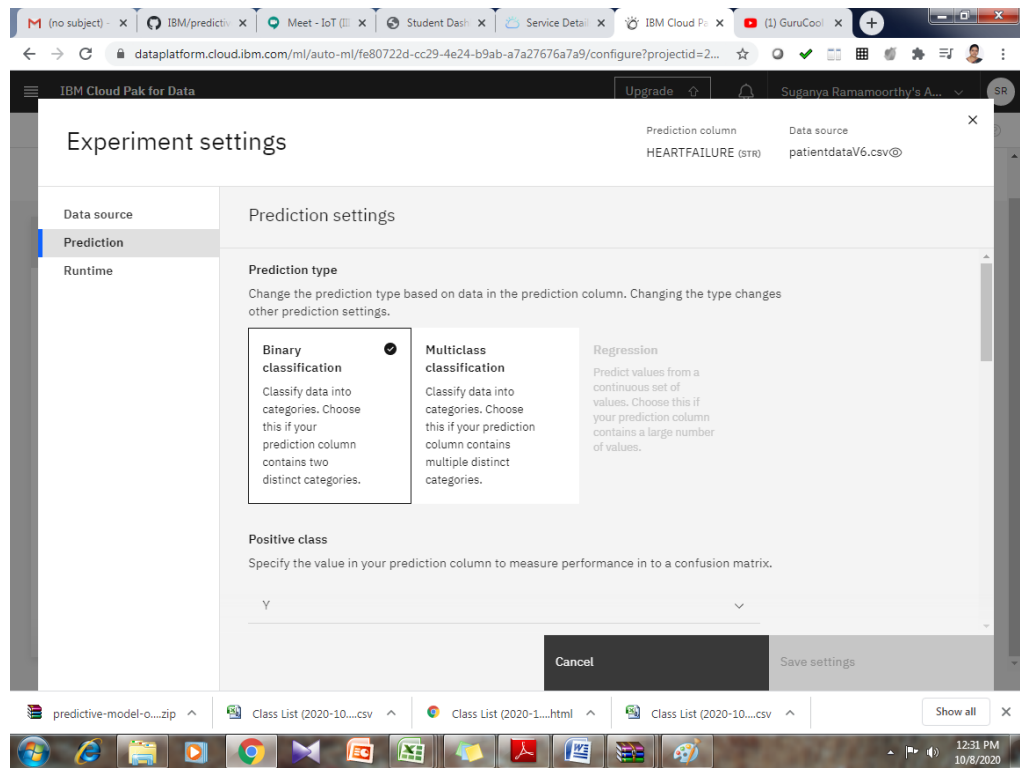 (no subject) -
IBM/predictiv
Meet - IoT (II
Student Dash
Service Detail
IBM Cloud Pa
(1) GuruCool
dataplatform.cloud.ibm.com/ml/auto-ml/fe80722d-cc29-4e24-b9ab-a7a27676a7a9/configure?projectid=2...
IBM Cloud Pak for Data
Upgrade
Suganya Ramamoorthy's A...
SR
Experiment settings
Prediction column
HEARTFAILURE (STR)
Data source
patientdataV6.csv
Data source
Prediction
Runtime
Prediction settings
Prediction type
Change the prediction type based on data in the prediction column. Changing the type changes
other prediction settings.
Binary
classification
Classify data into
categories. Choose
this if your
prediction column
contains two
distinct categories.
Multiclass
classification
Classify data into
categories. Choose
this if your prediction
column contains
multiple distinct
categories.
Regression
Predict values from a
continuous set of
values. Choose this if
your prediction column
contains a large number
of values.
Positive class
Specify the value in your prediction column to measure performance in to a confusion matrix.
Y
Cancel
Save settings
predictive-model-o....zip
Class List (2020-10....csv
Class List (2020-1....html
Class List (2020-10....csv
Show all
12:31 PM
10/8/2020